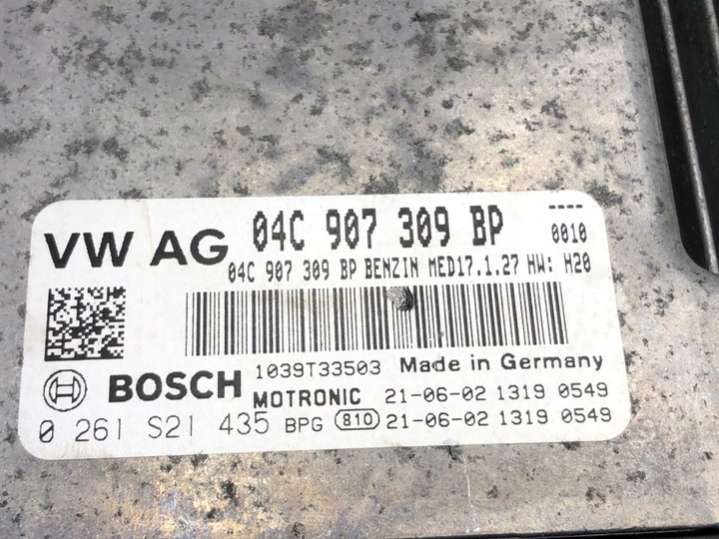 VW AG 04C 907 309 BP ---- 0010
04C 907 309 BP BENZIN MED17.1.27 HW: H20
1039T33503 Made in Germany
BOSCH MOTRONIC 21-06-02 1319 0549
0 261 S21 435 BPG 810 21-06-02 1319 0549